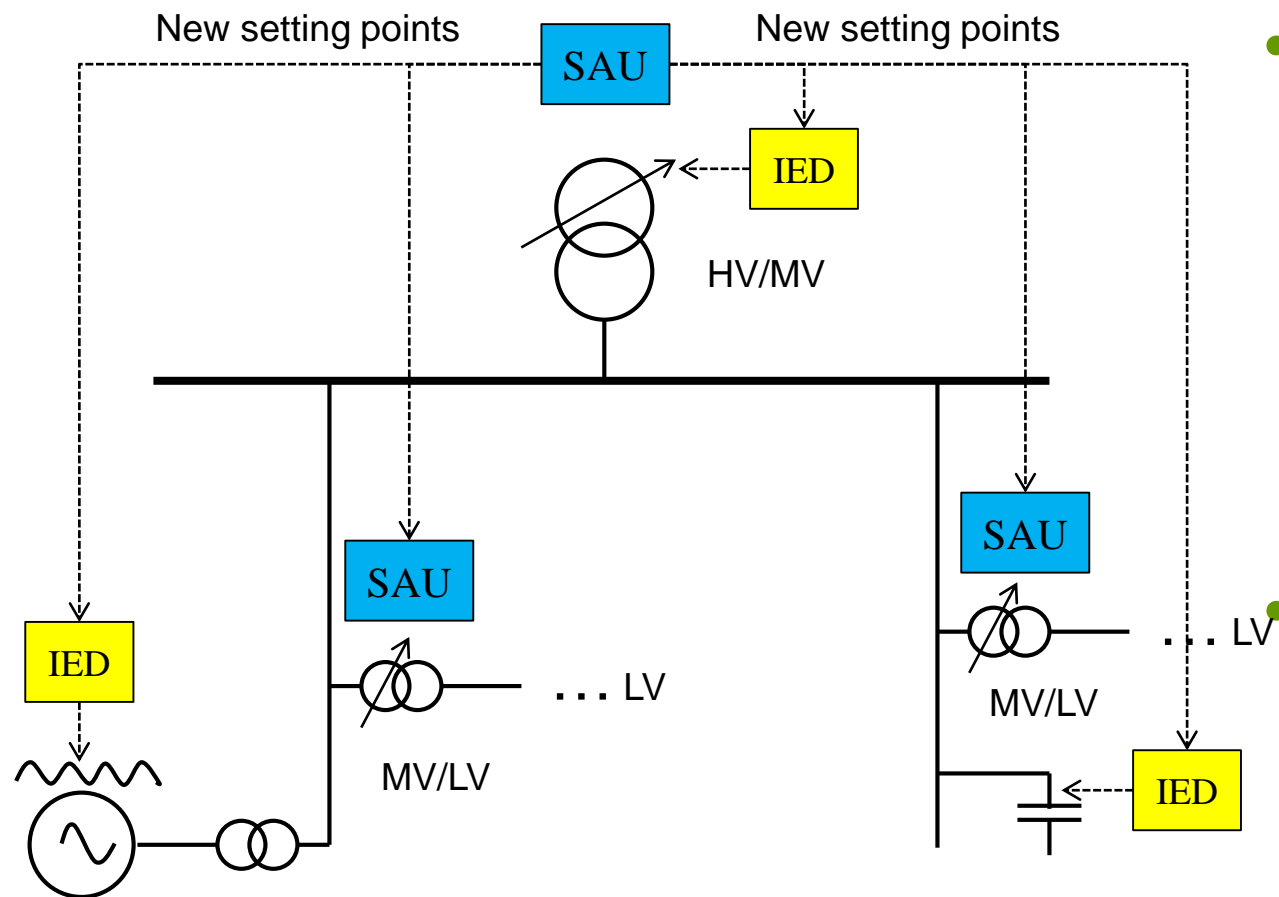 New setting points
New setting points
SAU
IED
HV/MV
SAU
SAU
IED
... LV
... LV
MV/LV
MV/LV
IED